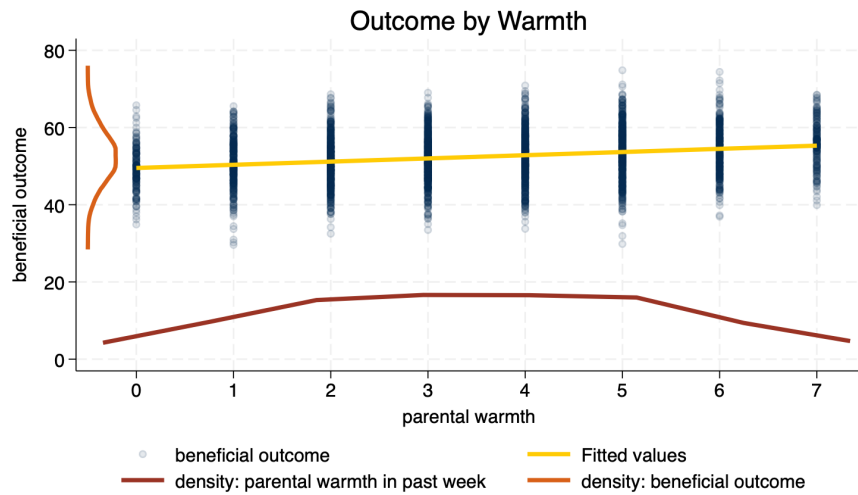 Outcome by Warmth
80
60
40
20
0
beneficial outcome
0 1 2 3 4 5 6 7
parental warmth
beneficial outcome Fitted values
density: parental warmth in past week density: beneficial outcome